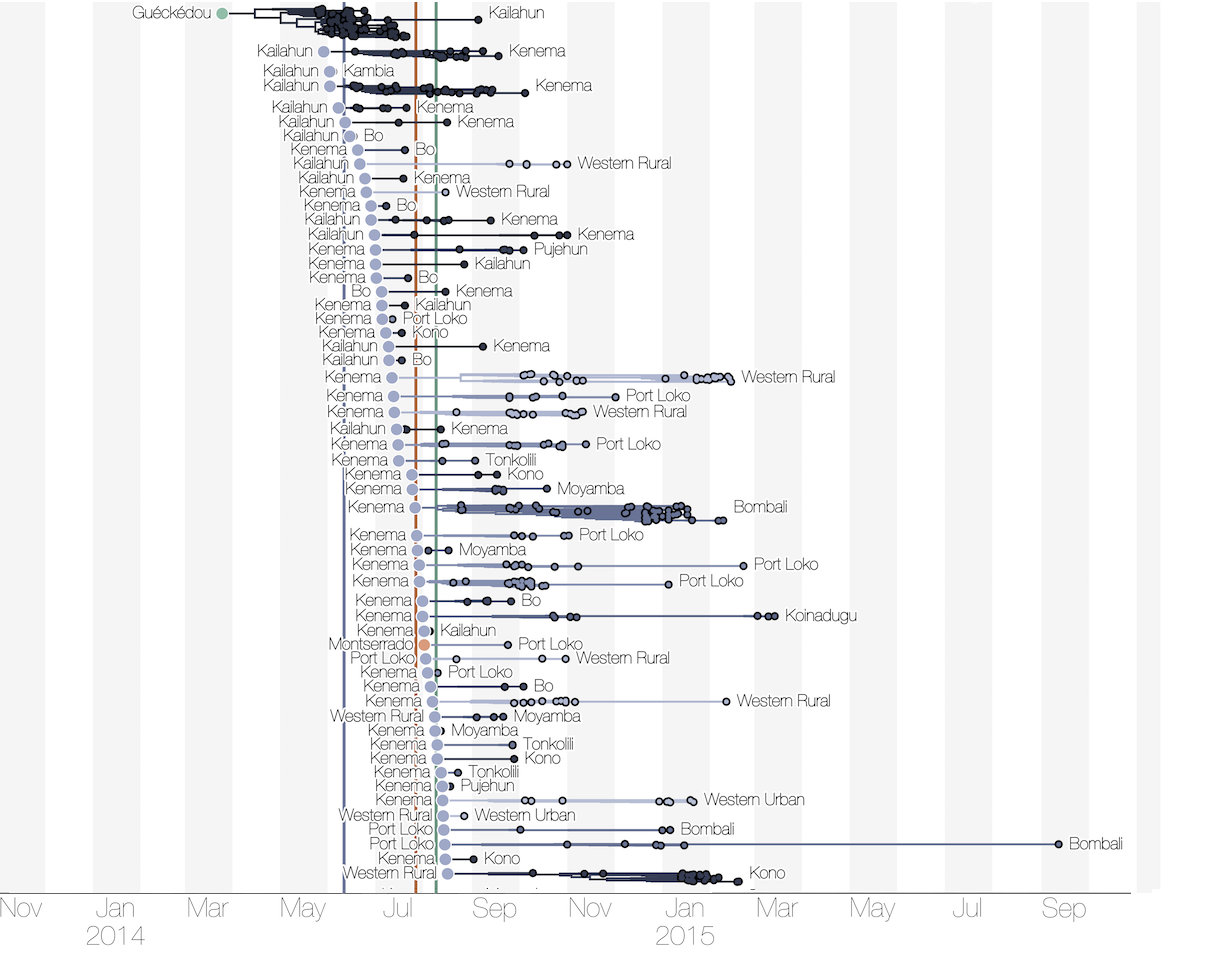 Guéckédou Kailahun
Kailahun Kenema
Kailahun Kambia
Kailahun Kenema
Kailahun Kenema
Kailahun Kenema
Kailahun Bo
Kenema Bo
Kailahun Western Rural
Kailahun Kenema
Kenema Western Rural
Kenema Bo
Kailahun Kenema
Kailahun Kenema
Kenema Pujehun
Kenema Kailahun
Kenema Bo
Bo Kenema
Kenema Kailahun
Kenema Port Loko
Kenema Kono
Kailahun Kenema
Kailahun Bo
Kenema Western Rural
Kenema Port Loko
Kenema Western Rural
Kailahun Kenema
Kenema Port Loko
Kenema Tonkolili
Kenema Kono
Kenema Moyamba
Kenema Bombali
Kenema Port Loko
Kenema Moyamba
Kenema Port Loko
Kenema Port Loko
Kenema Bo
Kenema Koinadugu
Kenema Kailahun
Montserrado Port Loko
Port Loko Western Rural
Kenema Port Loko
Kenema Bo
Kenema Western Rural
Western Rural Moyamba
Kenema Moyamba
Kenema Tonkolili
Kenema Kono
Kenema Tonkolili
Kenema Pujehun
Kenema Western Urban
Western Rural Western Urban
Port Loko Bombali
Port Loko Bombali
Kenema Kono
Western Rural Kono
Nov Jan Mar May Jul Sep Nov Jan Mar May Jul Sep
2014 2015